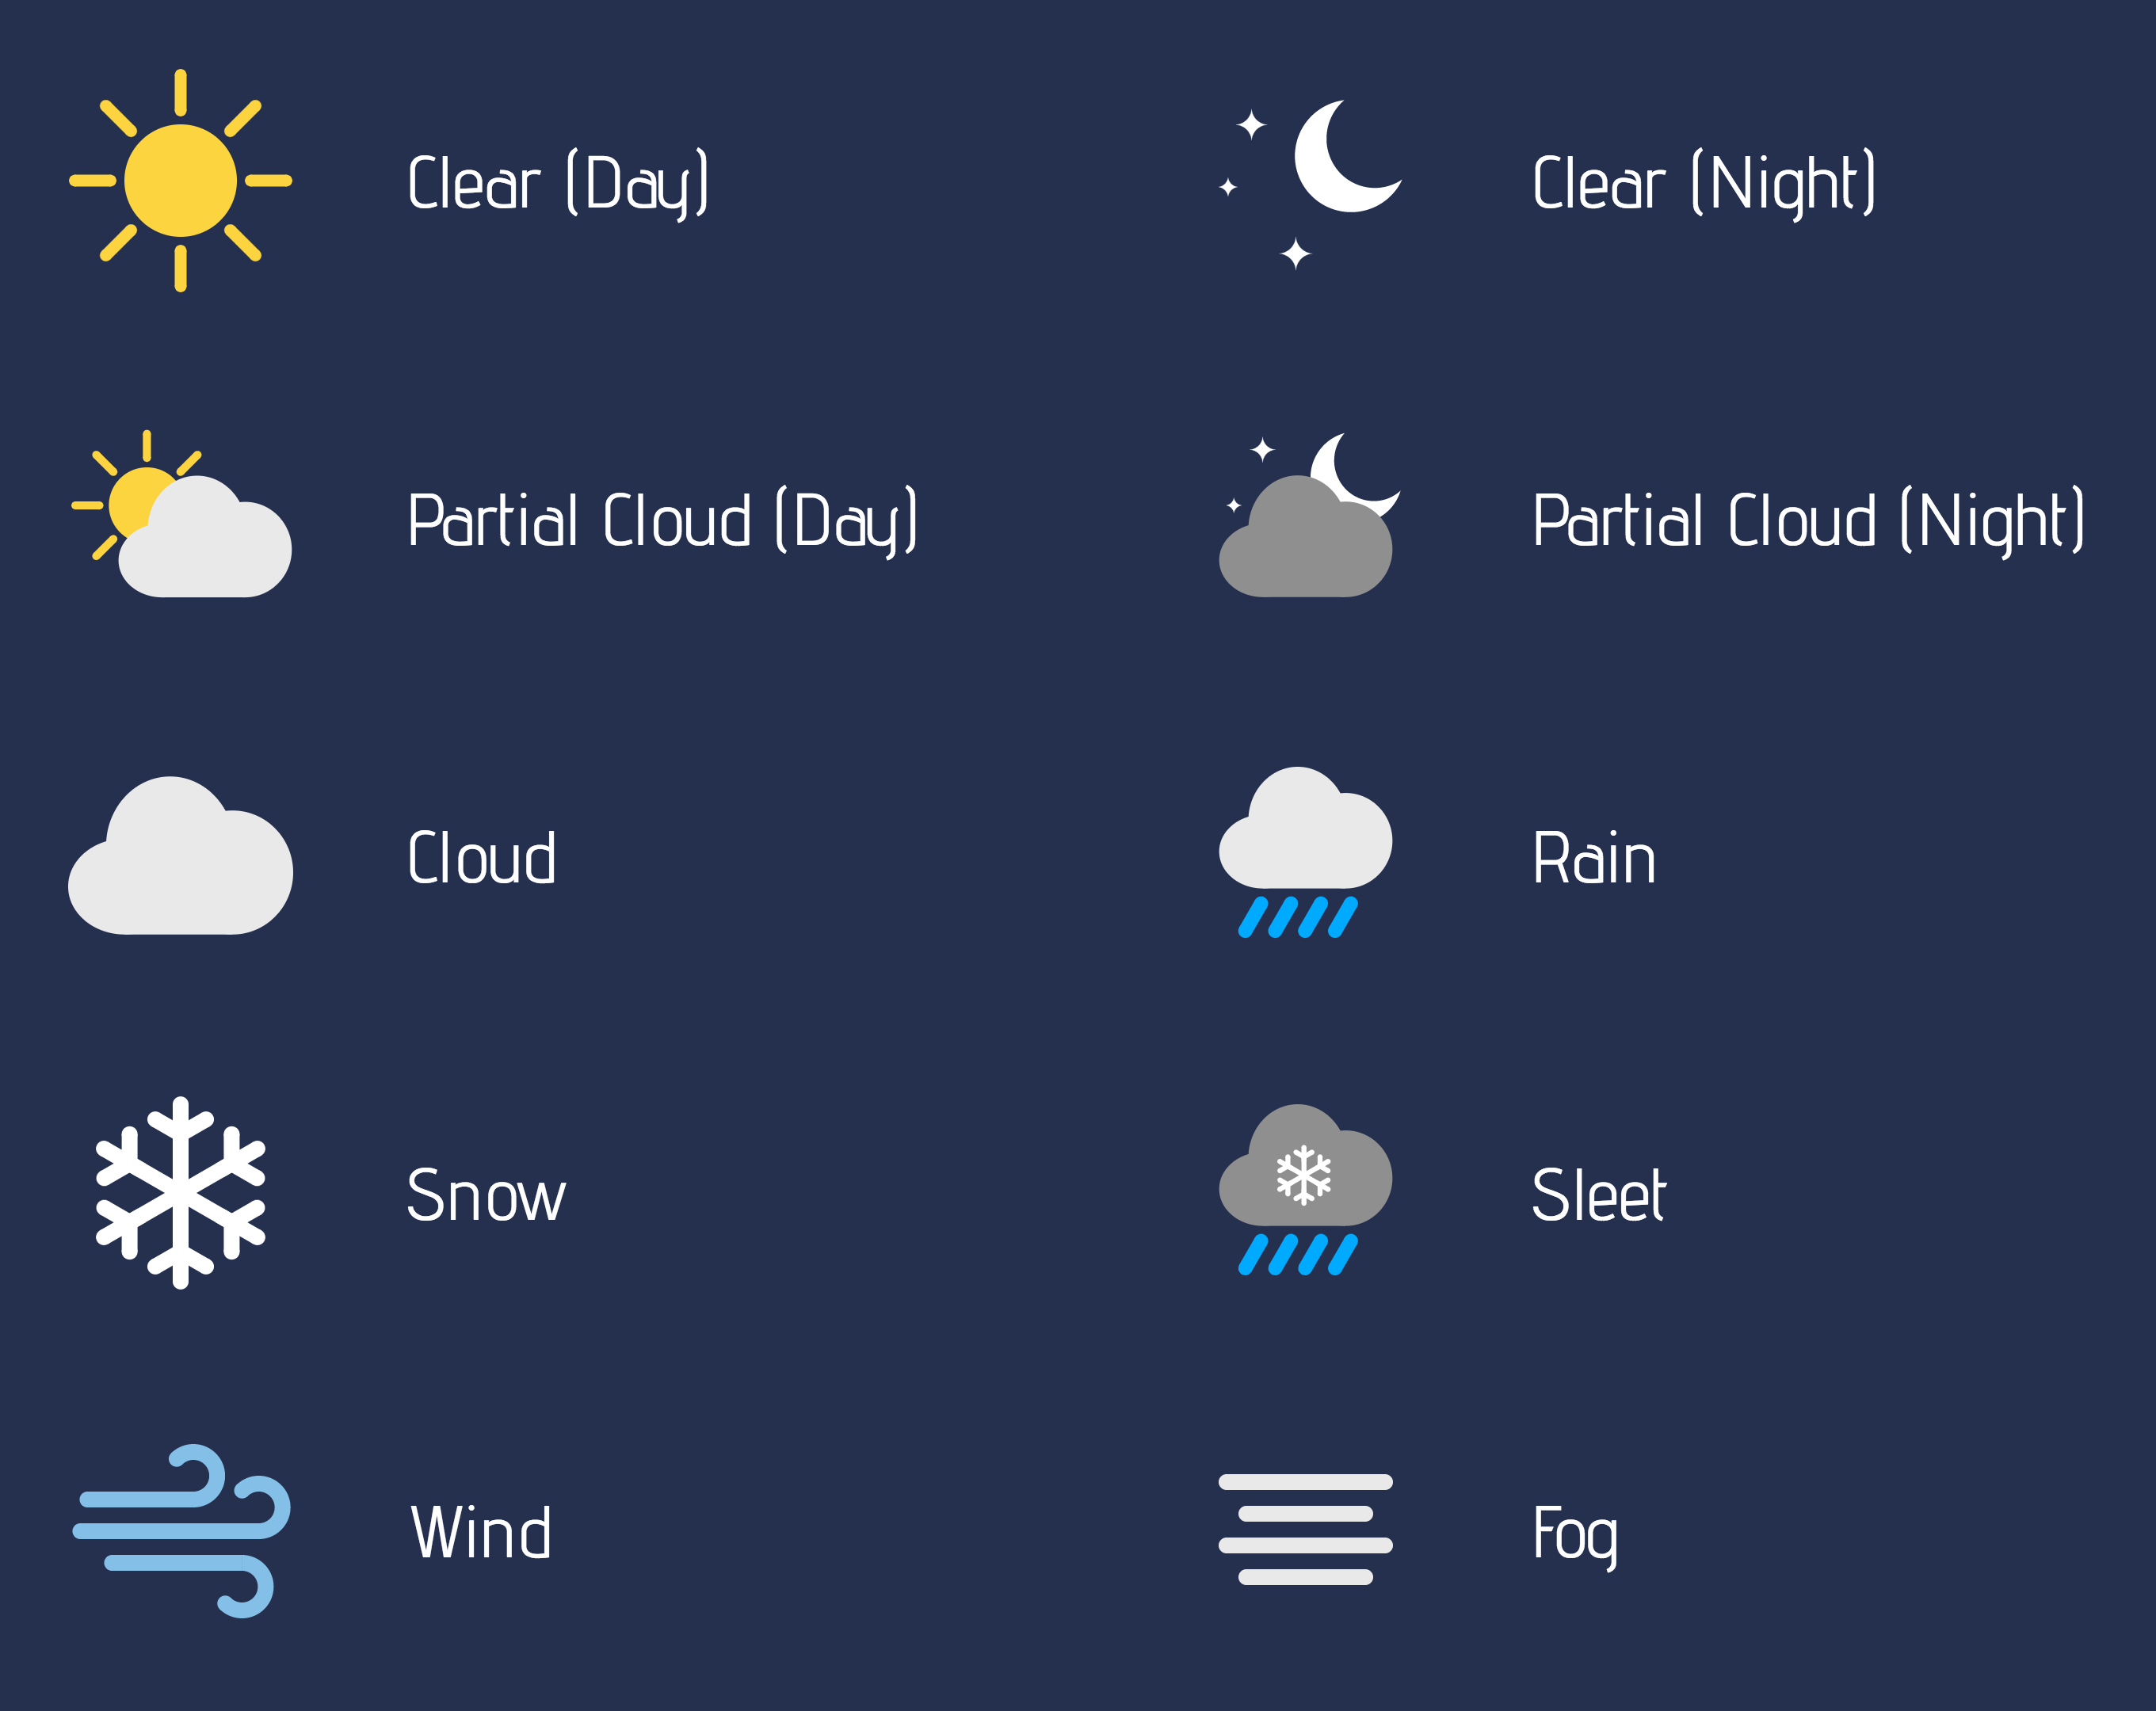 Clear (Day)
Clear (Night)
Partial Cloud (Day)
Partial Cloud (Night)
Cloud
Rain
Snow
Sleet
Wind
Fog